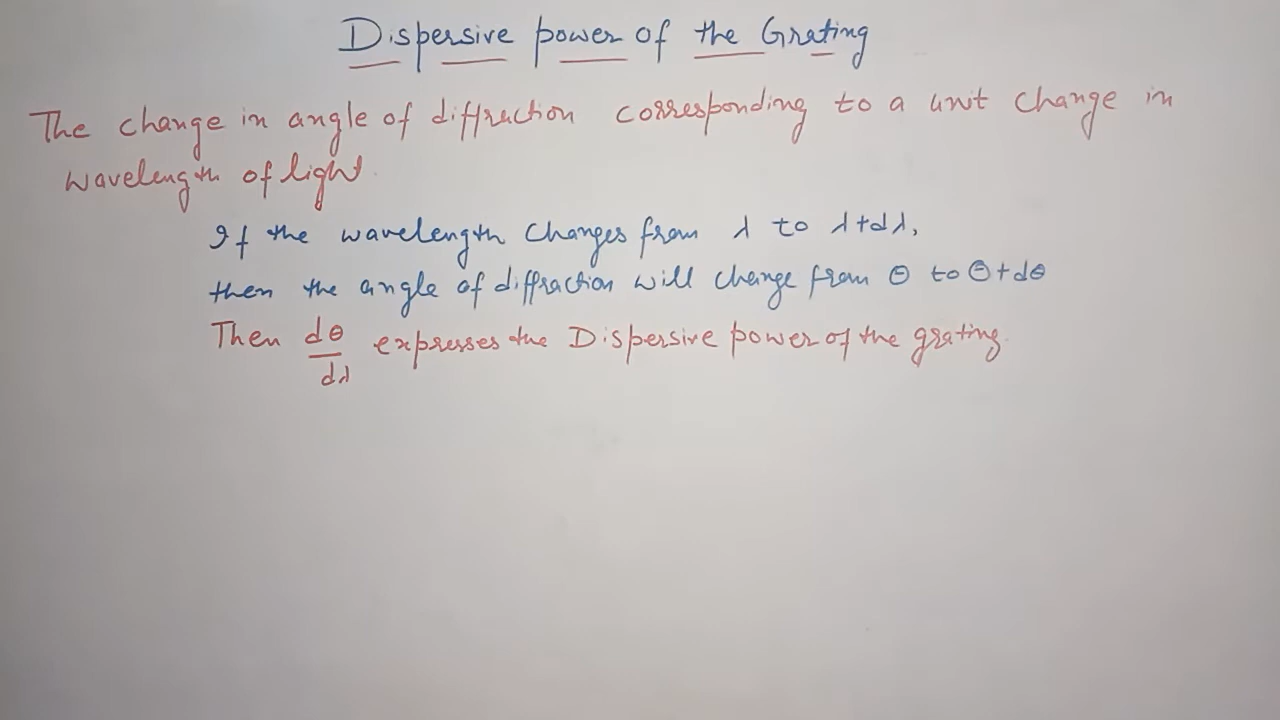 Dispersive power of the Grating
The change in angle of diffraction corresponding to a unit change in
wavelength of light.
If the wavelength changes from λ to λ+dλ,
then the angle of diffraction will change from θ to θ+dθ
Then dθ/dλ expresses the Dispersive power of the grating.